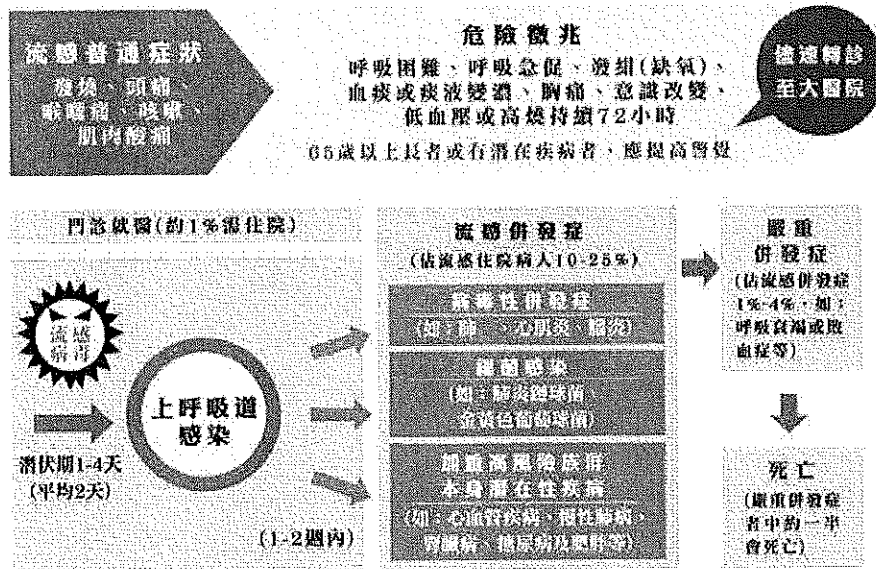 流感普通症狀
發燒、頭痛、
喉嚨痛、咳嗽、
肌肉酸痛
危險徵兆
呼吸困難、呼吸急促、發紺(缺氧)、
血痰或痰液變濃、胸痛、意識改變、
低血壓或高燒持續72小時
65歲以上長者或有潛在疾病者，應提高警覺
儘速轉診
至大醫院
門診就醫(約1%需住院)
流感
病毒
潛伏期1-4天
(平均2天)
上呼吸道
感染
(1-2週內)
流感併發症
(佔流感住院病人10-25%)
病毒性併發症
(如：肺、心肌炎、腦炎)
細菌感染
(如：肺炎鏈球菌、
金黃色葡萄球菌)
加重高風險族群
本身潛在性疾病
(如：心血管疾病、慢性肺病、
腎臟病、糖尿病及肥胖等)
嚴重
併發症
(佔流感併發症
1%-4%，如：
呼吸衰竭或敗
血症等)
死亡
(嚴重併發症
者中約一半
會死亡)